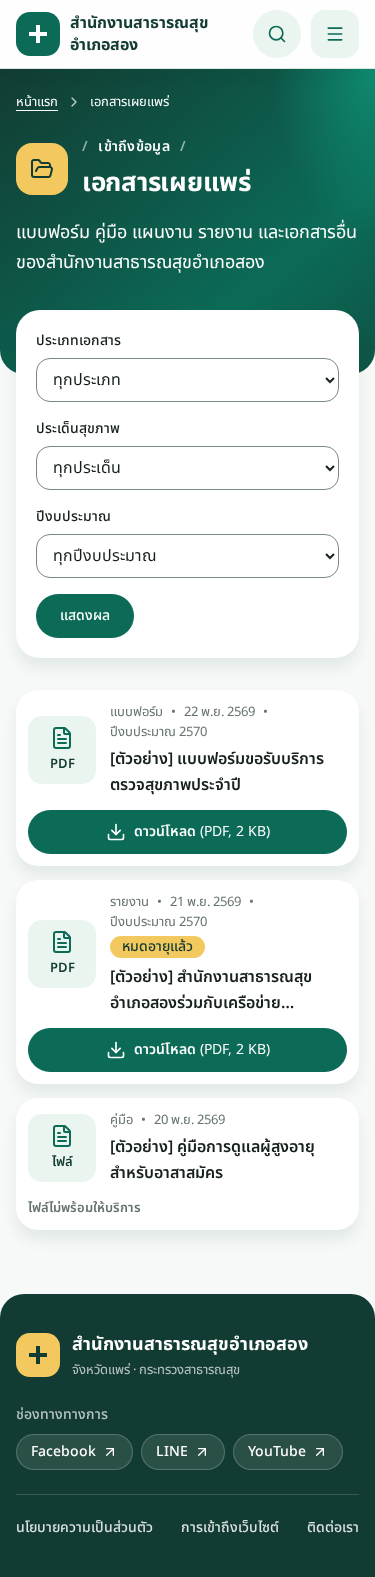 สำนักงานสาธารณสุข
อำเภอสอง
หน้าแรก
เอกสารเผยแพร่
/ เข้าถึงข้อมูล /
เอกสารเผยแพร่
แบบฟอร์ม คู่มือ แผนงาน รายงาน และเอกสารอื่น
ของสำนักงานสาธารณสุขอำเภอสอง
ประเภทเอกสาร
ทุกประเภท
ประเด็นสุขภาพ
ทุกประเด็น
ปีงบประมาณ
ทุกปีงบประมาณ
แสดงผล
PDF
แบบฟอร์ม • 22 พ.ย. 2569 •
ปีงบประมาณ 2570
[ตัวอย่าง] แบบฟอร์มขอรับบริการ
ตรวจสุขภาพประจำปี
ดาวน์โหลด (PDF, 2 KB)
PDF
รายงาน • 21 พ.ย. 2569 •
ปีงบประมาณ 2570
หมดอายุแล้ว
[ตัวอย่าง] สำนักงานสาธารณสุข
อำเภอสองร่วมกับเครือข่าย…
ดาวน์โหลด (PDF, 2 KB)
ไฟล์
คู่มือ • 20 พ.ย. 2569
[ตัวอย่าง] คู่มือการดูแลผู้สูงอายุ
สำหรับอาสาสมัคร
ไฟล์ไม่พร้อมให้บริการ
สำนักงานสาธารณสุขอำเภอสอง
จังหวัดแพร่ · กระทรวงสาธารณสุข
ช่องทางทางการ
Facebook
LINE
YouTube
นโยบายความเป็นส่วนตัว
การเข้าถึงเว็บไซต์
ติดต่อเรา